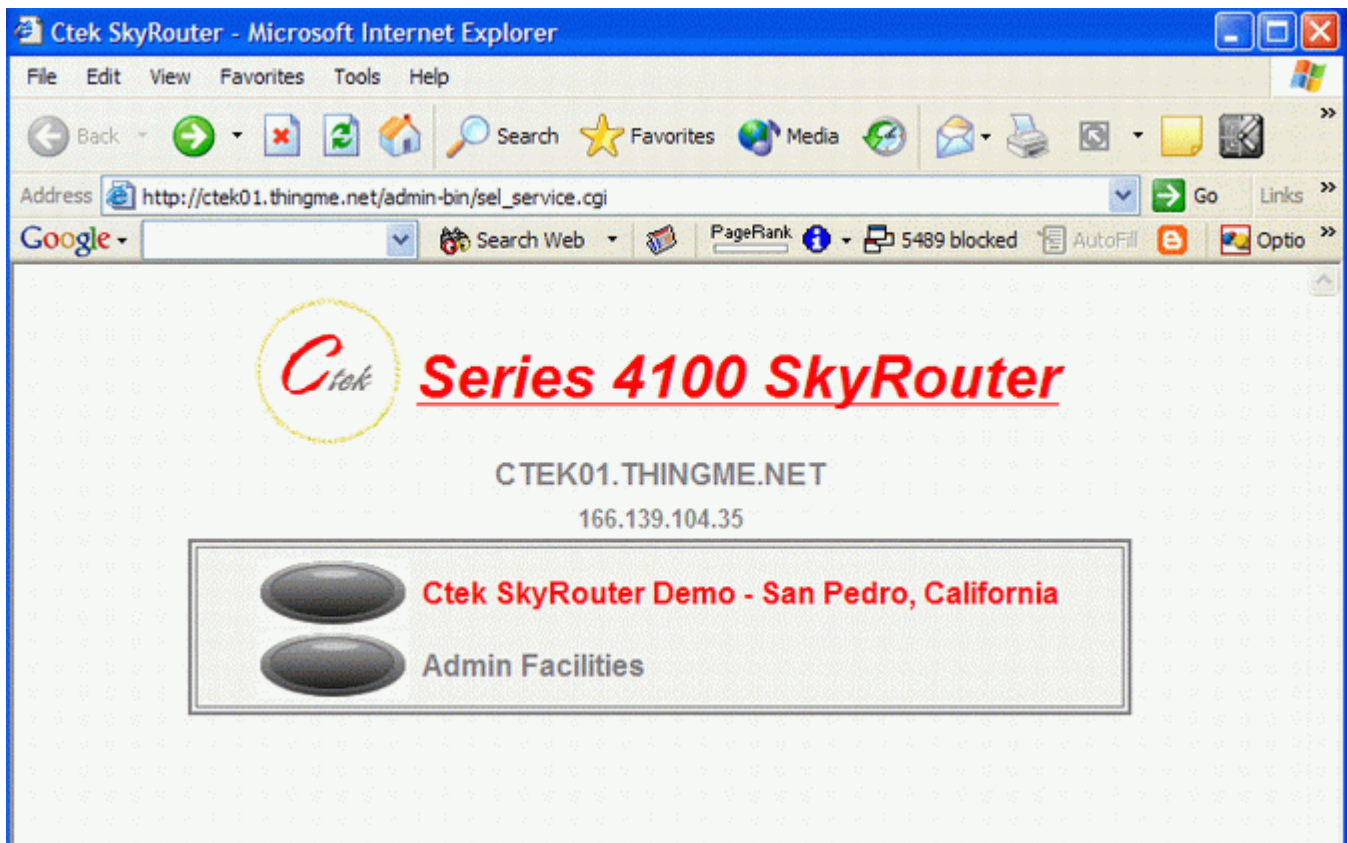 Ctek SkyRouter - Microsoft Internet Explorer
File Edit View Favorites Tools Help
Back Search Favorites Media »
Address http://ctek01.thingme.net/admin-bin/sel_service.cgi Go Links »
Google Search Web PageRank 5489 blocked AutoFill Optio »
Ctek Series 4100 SkyRouter
CTEK01.THINGME.NET
166.139.104.35
Ctek SkyRouter Demo - San Pedro, California
Admin Facilities